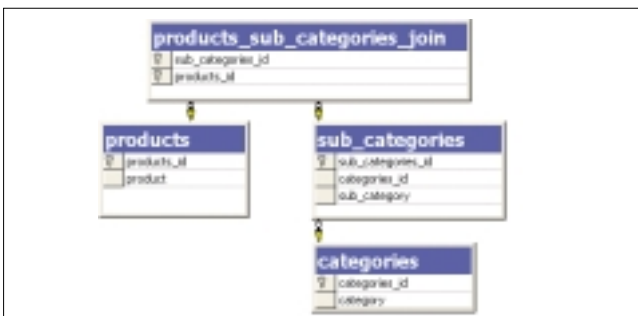 products_sub_categories_join
sub_categories_id
products_id
products
products_id
product
sub_categories
sub_categories_id
categories_id
sub_category
categories
categories_id
category